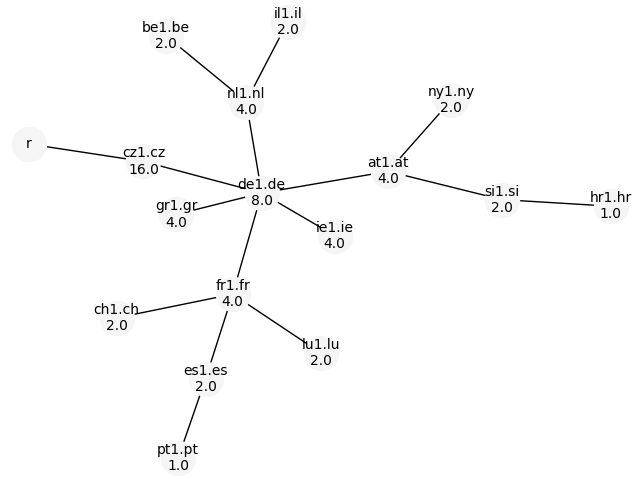 il1.il
2.0
be1.be
2.0
nl1.nl
4.0
ny1.ny
2.0
r
cz1.cz
16.0
at1.at
4.0
de1.de
8.0
si1.si
2.0
hr1.hr
1.0
gr1.gr
4.0
ie1.ie
4.0
fr1.fr
4.0
ch1.ch
2.0
lu1.lu
2.0
es1.es
2.0
pt1.pt
1.0